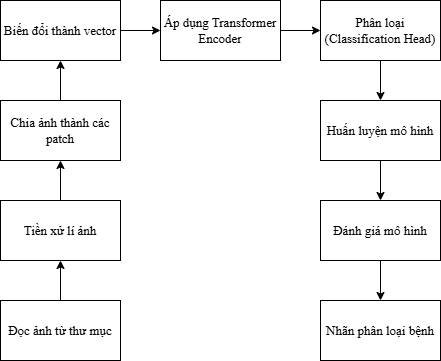 Biến đổi thành vector
Áp dụng Transformer
Encoder
Phân loại
(Classification Head)
Chia ảnh thành các
patch
Huấn luyện mô hình
Tiền xử lí ảnh
Đánh giá mô hình
Đọc ảnh từ thư mục
Nhãn phân loại bệnh